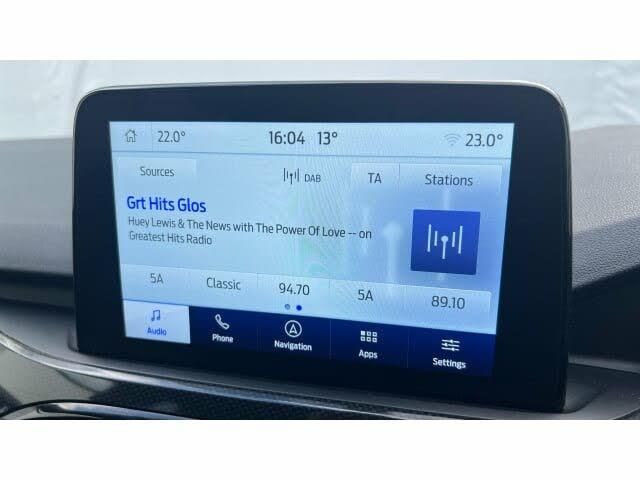 22.0° 16:04 13° 23.0°
Sources DAB TA Stations
Grt Hits Glos
Huey Lewis & The News with The Power Of Love -- on
Greatest Hits Radio
5A Classic 94.70 5A 89.10
Audio Phone Navigation Apps Settings